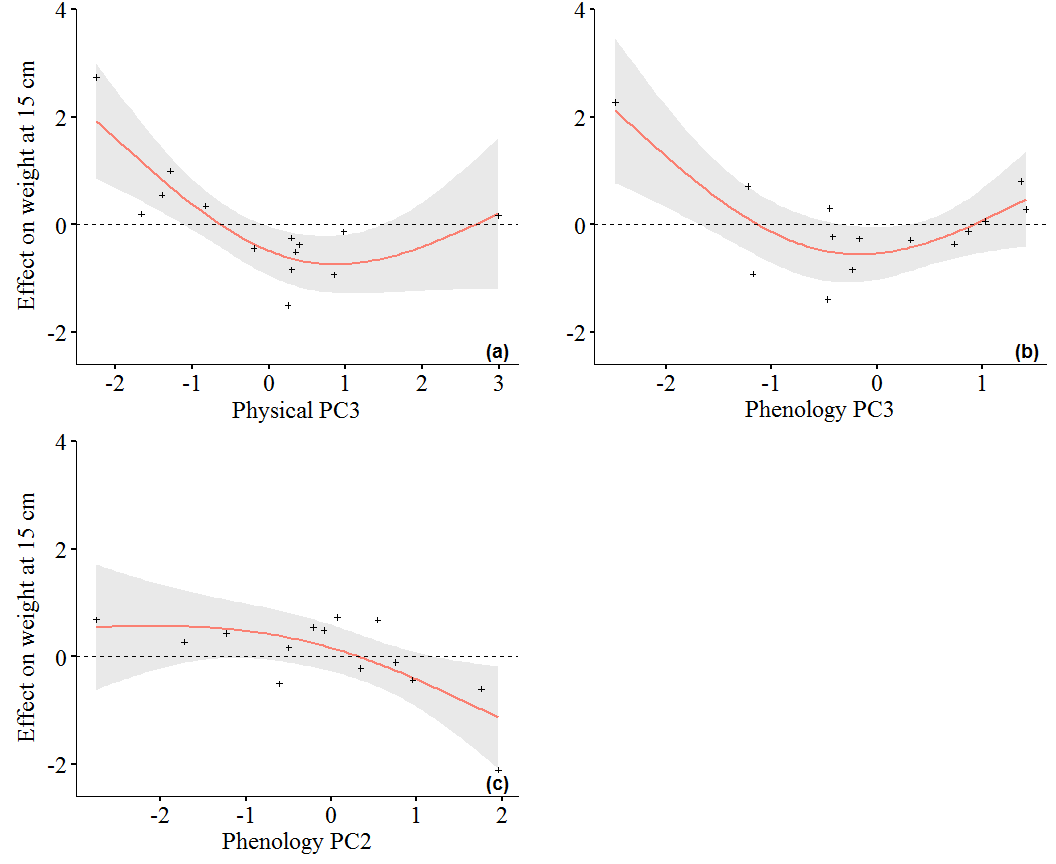 4
2
0
-2
Effect on weight at 15 cm
-2 -1 0 1 2 3
Physical PC3
(a)
4
2
0
-2
-2 -1 0 1
Phenology PC3
(b)
4
2
0
-2
Effect on weight at 15 cm
-2 -1 0 1 2
Phenology PC2
(c)